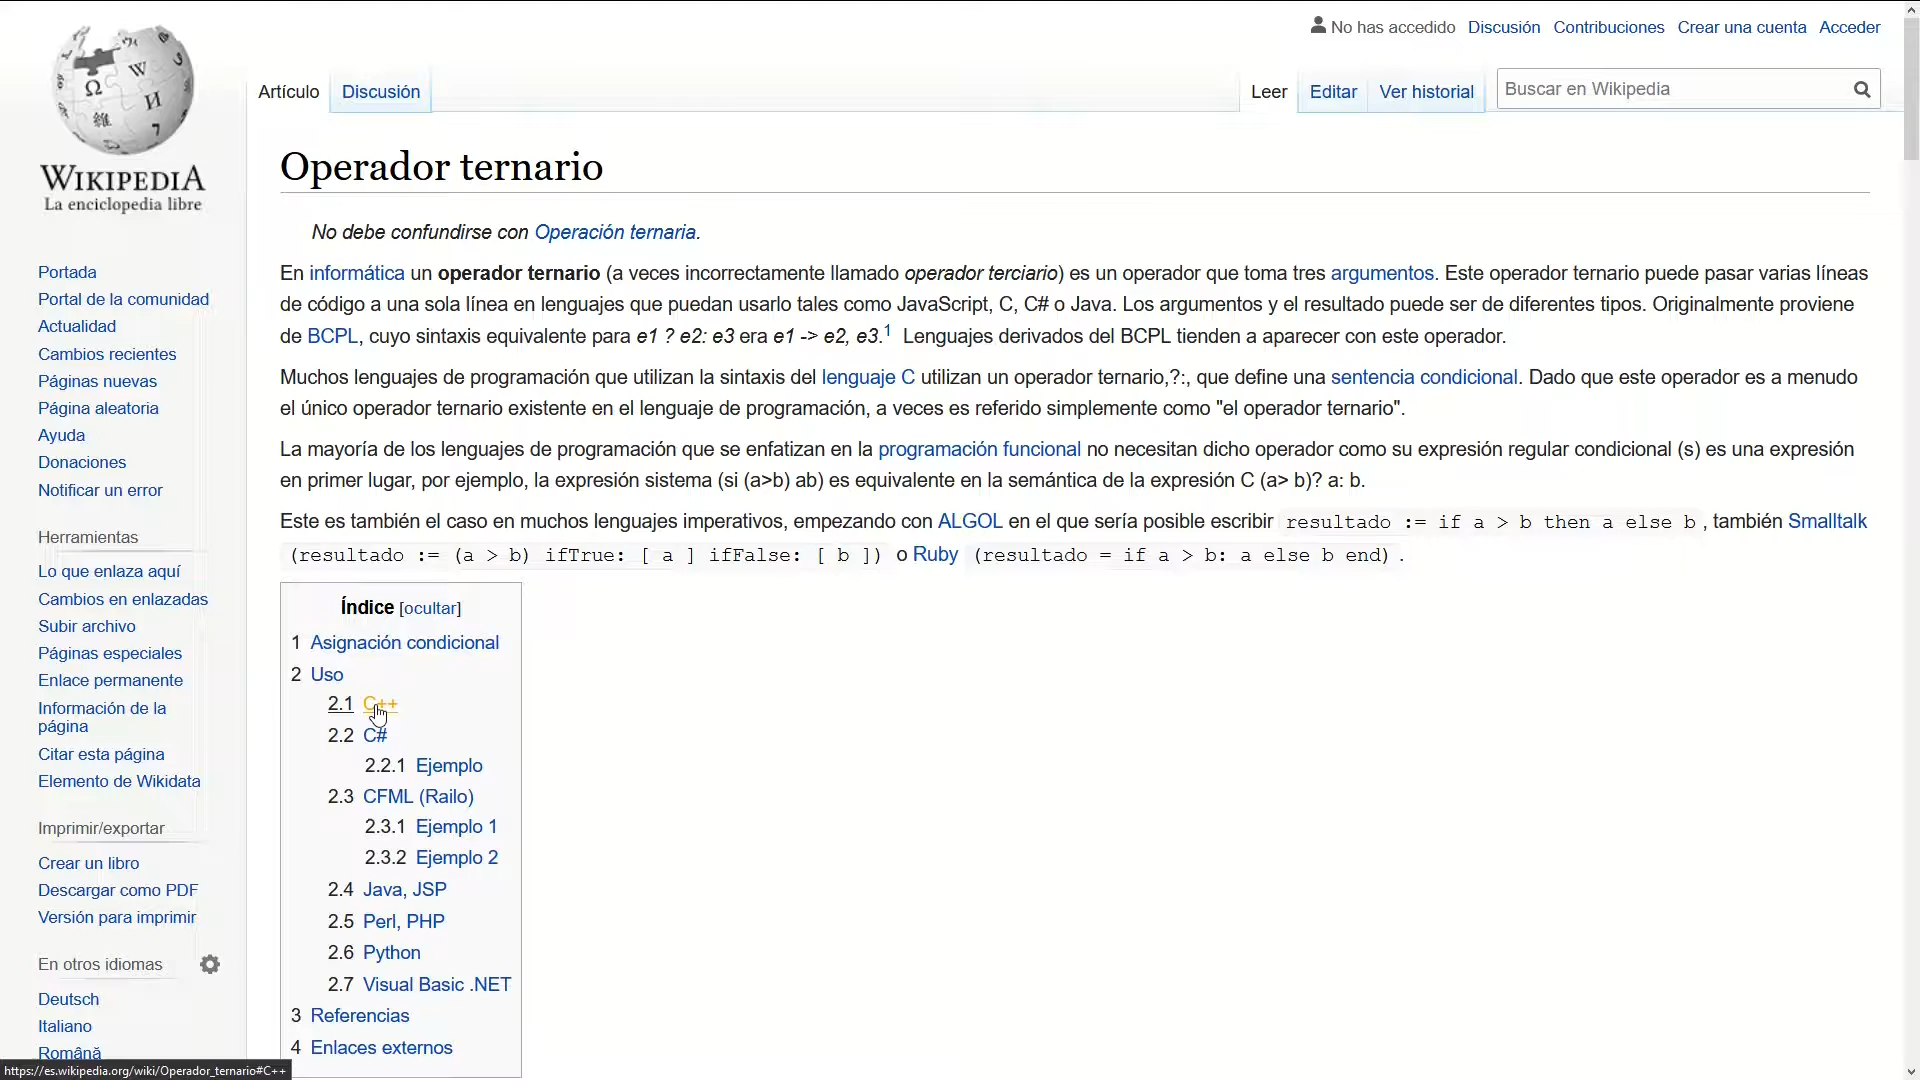 No has accedido Discusión Contribuciones Crear una cuenta Acceder
Artículo Discusión Leer Editar Ver historial Buscar en Wikipedia
WIKIPEDIA
La enciclopedia libre
Portada
Portal de la comunidad
Actualidad
Cambios recientes
Páginas nuevas
Página aleatoria
Ayuda
Donaciones
Notificar un error
Herramientas
Lo que enlaza aquí
Cambios en enlazadas
Subir archivo
Páginas especiales
Enlace permanente
Información de la
página
Citar esta página
Elemento de Wikidata
Imprimir/exportar
Crear un libro
Descargar como PDF
Versión para imprimir
En otros idiomas
Deutsch
Italiano
Română
Operador ternario
No debe confundirse con Operación ternaria.
En informática un operador ternario (a veces incorrectamente llamado operador terciario) es un operador que toma tres argumentos. Este operador ternario puede pasar varias líneas
de código a una sola línea en lenguajes que puedan usarlo tales como JavaScript, C, C# o Java. Los argumentos y el resultado puede ser de diferentes tipos. Originalmente proviene
de BCPL, cuyo sintaxis equivalente para e1 ? e2: e3 era e1 -> e2, e3.1 Lenguajes derivados del BCPL tienden a aparecer con este operador.
Muchos lenguajes de programación que utilizan la sintaxis del lenguaje C utilizan un operador ternario,?:, que define una sentencia condicional. Dado que este operador es a menudo
el único operador ternario existente en el lenguaje de programación, a veces es referido simplemente como "el operador ternario".
La mayoría de los lenguajes de programación que se enfatizan en la programación funcional no necesitan dicho operador como su expresión regular condicional (s) es una expresión
en primer lugar, por ejemplo, la expresión sistema (si (a>b) ab) es equivalente en la semántica de la expresión C (a> b)? a: b.
Este es también el caso en muchos lenguajes imperativos, empezando con ALGOL en el que sería posible escribir resultado := if a > b then a else b , también Smalltalk
(resultado := (a > b) ifTrue: [ a ] ifFalse: [ b ]) o Ruby (resultado = if a > b: a else b end) .
Índice [ocultar]
1 Asignación condicional
2 Uso
2.1 C++
2.2 C#
2.2.1 Ejemplo
2.3 CFML (Railo)
2.3.1 Ejemplo 1
2.3.2 Ejemplo 2
2.4 Java, JSP
2.5 Perl, PHP
2.6 Python
2.7 Visual Basic .NET
3 Referencias
4 Enlaces externos
https://es.wikipedia.org/wiki/Operador_ternario#C++